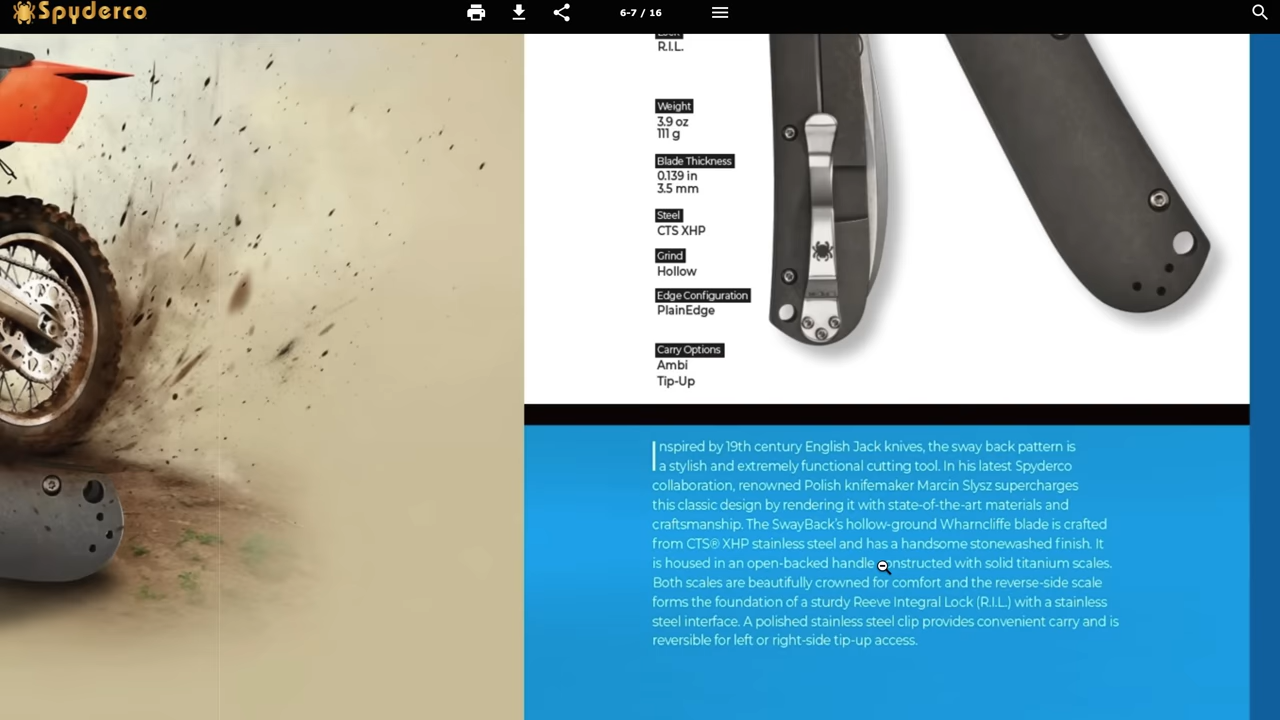 Spyderco
6-7 / 16
R.I.L.
Weight
3.9 oz
111 g
Blade Thickness
0.139 in
3.5 mm
Steel
CTS XHP
Grind
Hollow
Edge Configuration
PlainEdge
Carry Options
Ambi
Tip-Up
Inspired by 19th century English Jack knives, the sway back pattern is
a stylish and extremely functional cutting tool. In his latest Spyderco
collaboration, renowned Polish knifemaker Marcin Slysz supercharges
this classic design by rendering it with state-of-the-art materials and
craftsmanship. The SwayBack's hollow-ground Wharncliffe blade is crafted
from CTS® XHP stainless steel and has a handsome stonewashed finish. It
is housed in an open-backed handle constructed with solid titanium scales.
Both scales are beautifully crowned for comfort and the reverse-side scale
forms the foundation of a sturdy Reeve Integral Lock (R.I.L.) with a stainless
steel interface. A polished stainless steel clip provides convenient carry and is
reversible for left or right-side tip-up access.